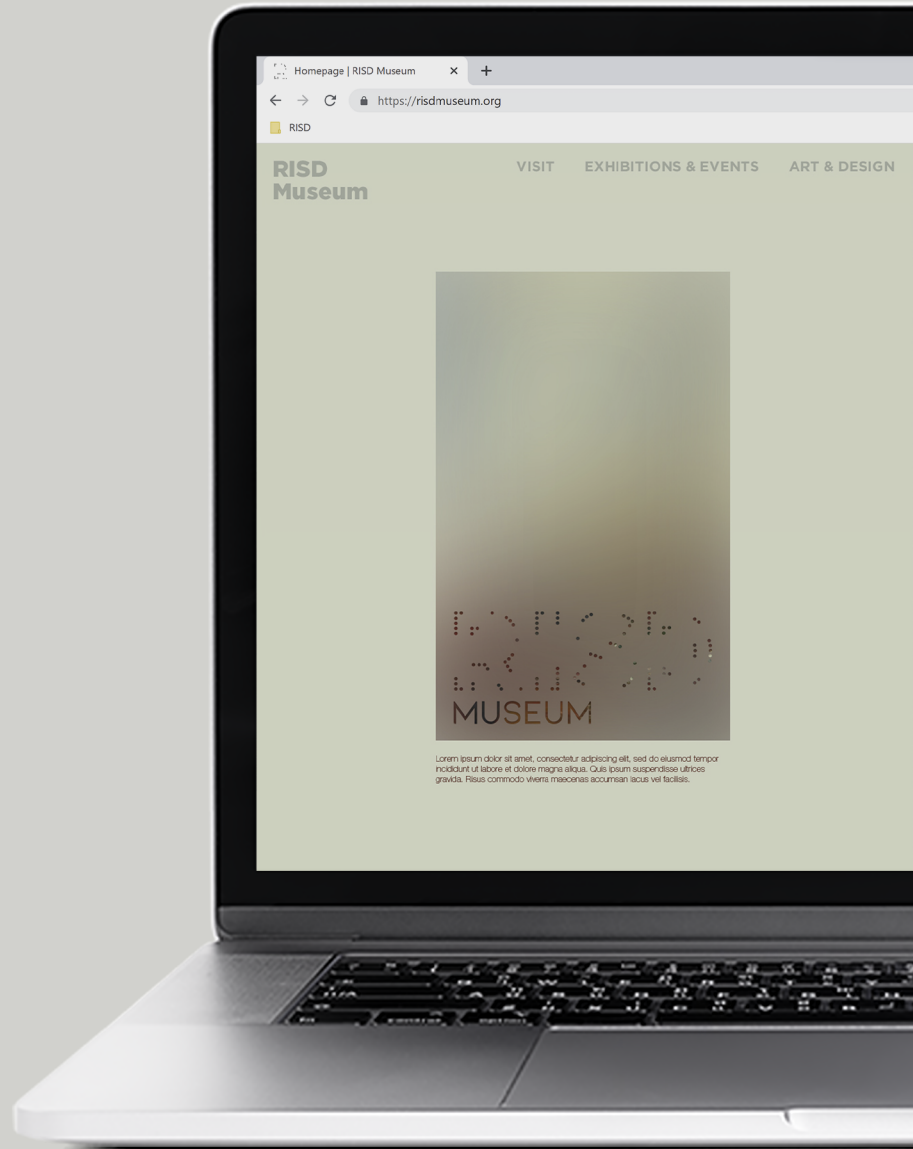 Homepage | RISD Museum
https://risdmuseum.org
RISD
RISD
Museum
VISIT EXHIBITIONS & EVENTS ART & DESIGN
MUSEUM
Lorem ipsum dolor sit amet, consectetur adipiscing elit, sed do eiusmod tempor
incididunt ut labore et dolore magna aliqua. Quis ipsum suspendisse ultrices
gravida. Risus commodo viverra maecenas accumsan lacus vel facilisis.